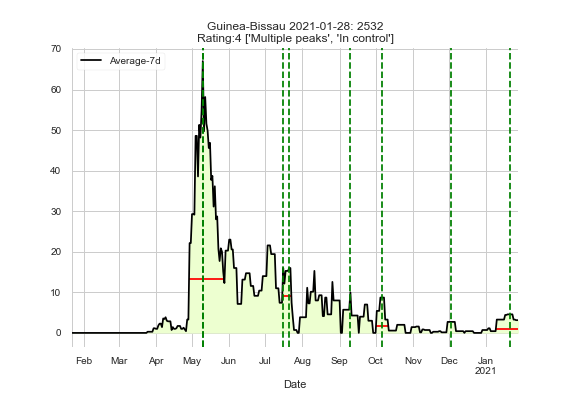 Guinea-Bissau 2021-01-28: 2532
Rating:4 ['Multiple peaks', 'In control']
Average-7d
70
60
50
40
30
20
10
0
Feb Mar Apr May Jun Jul Aug Sep Oct Nov Dec Jan
2021
Date